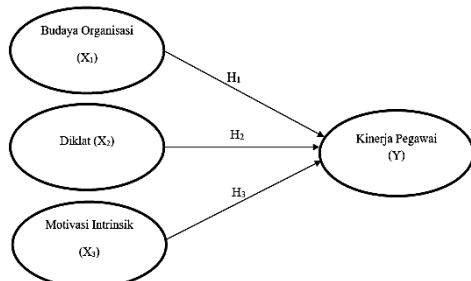 Budaya Organisasi
(X₁)
H₁
Diklat (X₂)
H₂
Kinerja Pegawai
(Y)
H₃
Motivasi Intrinsik
(X₃)